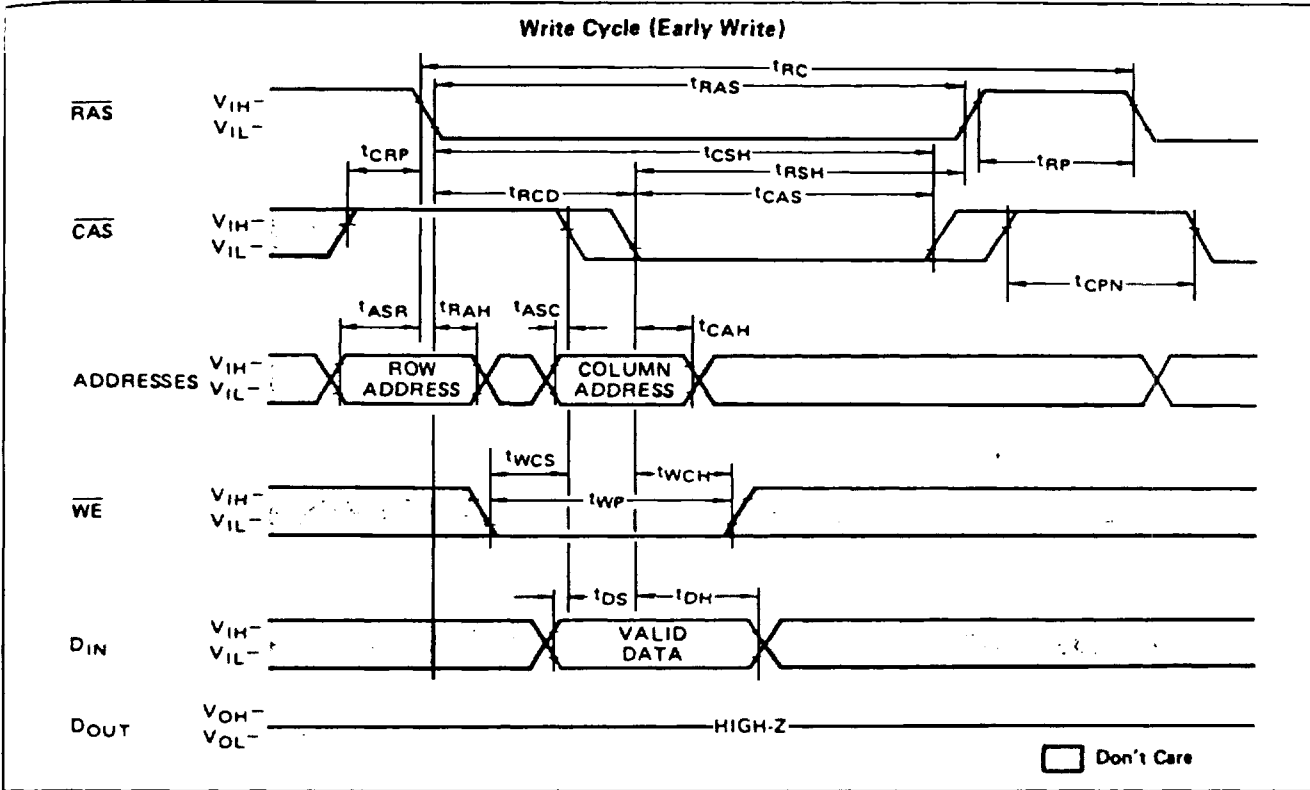 Write Cycle (Early Write)
tRC
tRAS
RAS
VIH-
VIL-
tCRP
tCSH
tRSH
tRP
tRCD
tCAS
CAS
VIH-
VIL-
tCPN
tASR
tRAH
tASC
tCAH
ADDRESSES
VIH-
VIL-
ROW
ADDRESS
COLUMN
ADDRESS
tWCS
tWCH
tWP
WE
VIH-
VIL-
tDS
tDH
DIN
VIH-
VIL-
VALID
DATA
DOUT
VOH-
VOL-
HIGH-Z
Don't Care